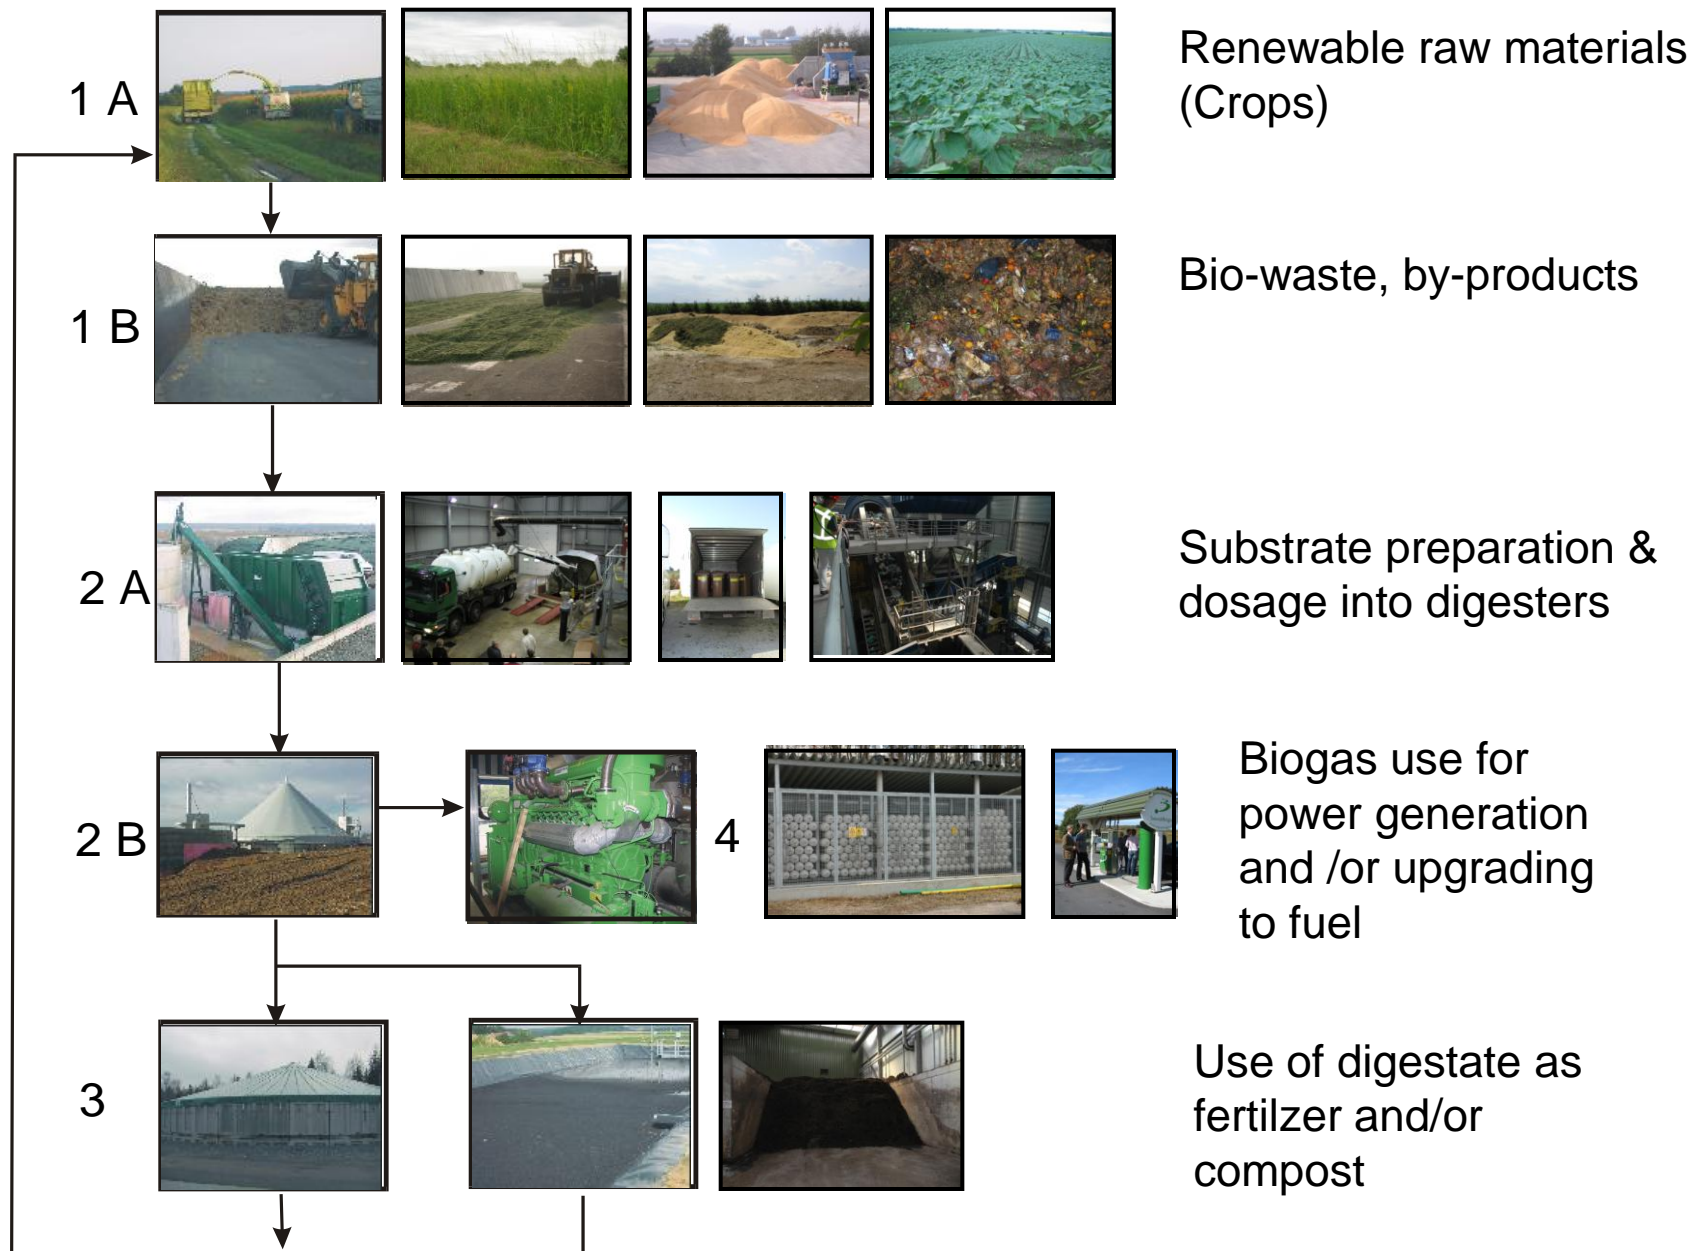 1 A
Renewable raw materials
(Crops)
1 B
Bio-waste, by-products
2 A
Substrate preparation &
dosage into digesters
2 B
4
Biogas use for
power generation
and /or upgrading
to fuel
3
Use of digestate as
fertilzer and/or
compost